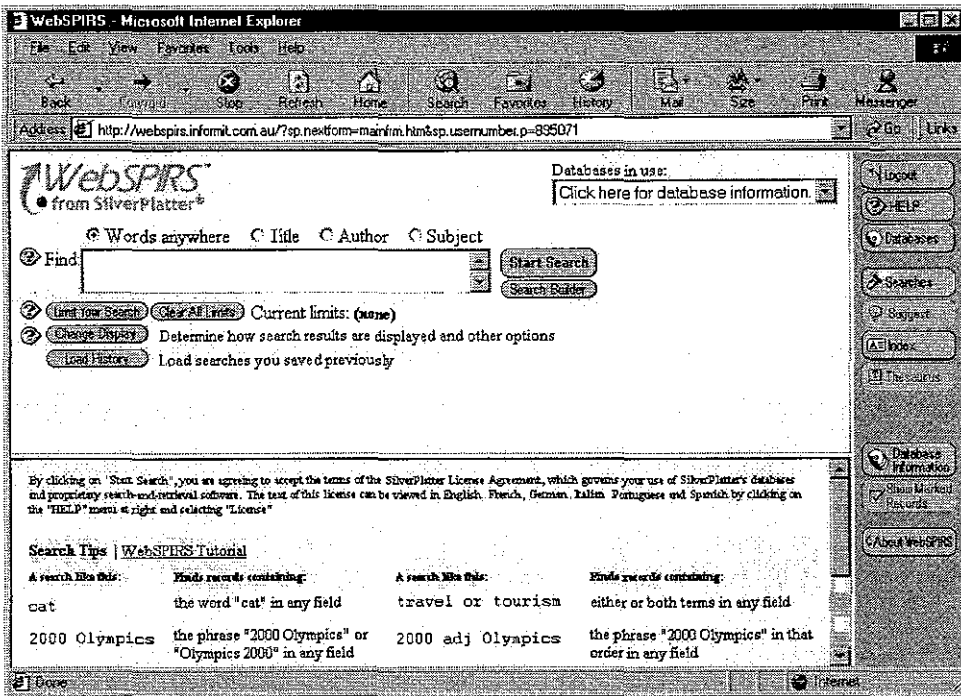 WebSPIRS - Microsoft Internet Explorer
File Edit View Favorites Tools Help
Back Forward Stop Refresh Home Search Favorites History Mail Size Print Messenger
Address http://webspirs.informit.com.au/?sp.nextform=mainfrm.htm&sp.usernumber.p=835071 Go Links
WebSPIRS
from SilverPlatter®
Databases in use:
Click here for database information.
Words anywhere Title Author Subject
Find
Start Search
Search Builder
Limit Your Search Clear All Limits Current limits: (none)
Change Display Determine how search results are displayed and other options
Load History Load searches you saved previously
Logout
HELP
Databases
Searches
Suggest
Index
Thesaurus
Database Information
Show Marked Records
About WebSPIRS
By clicking on "Start Search", you are agreeing to accept the terms of the SilverPlatter License Agreement, which governs your use of SilverPlatter's databases
and proprietary search-and-retrieval software. The text of this license can be viewed in English, French, German, Italian, Portuguese and Spanish by clicking on
the "HELP" menu at right and selecting "License"
Search Tips | WebSPIRS Tutorial
A search like this: Finds records containing: A search like this: Finds records containing:
cat the word "cat" in any field travel or tourism either or both terms in any field
2000 Olympics the phrase "2000 Olympics" or "Olympics 2000" in any field 2000 adj Olympics the phrase "2000 Olympics" in that order in any field
Done Internet